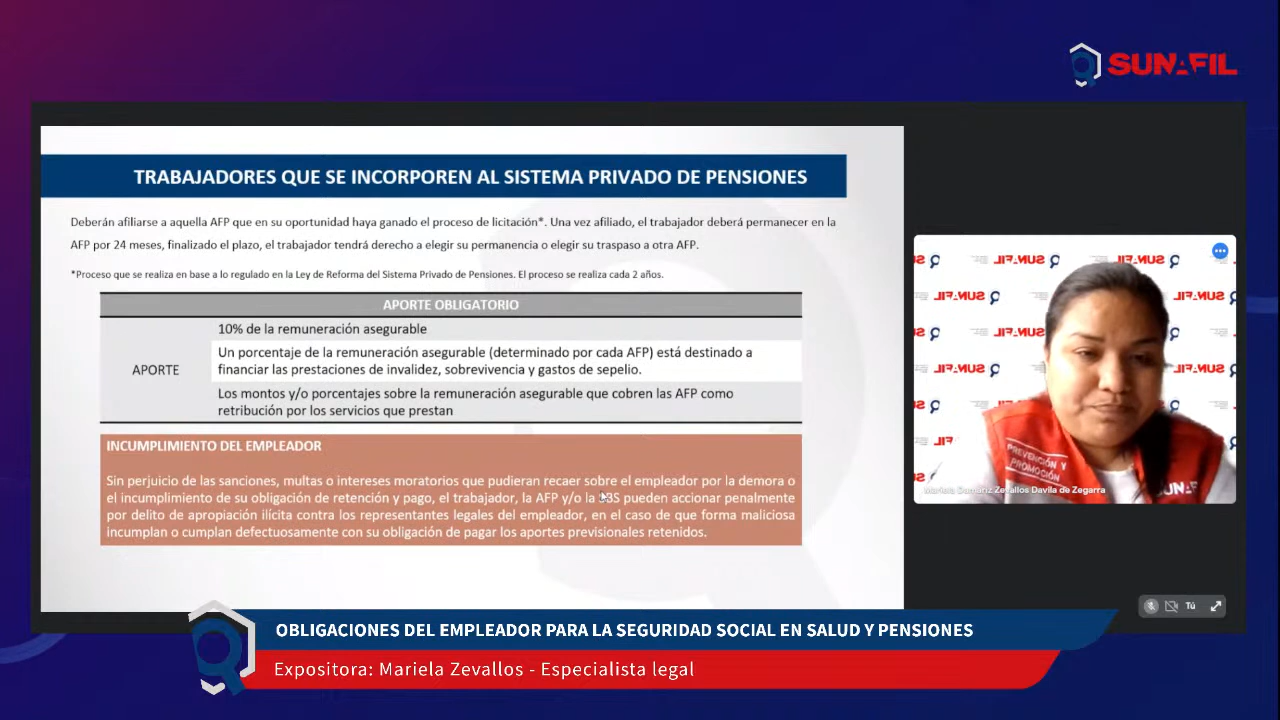 SUNAFIL
TRABAJADORES QUE SE INCORPOREN AL SISTEMA PRIVADO DE PENSIONES
Deberán afiliarse a aquella AFP que en su oportunidad haya ganado el proceso de licitación*. Una vez afiliado, el trabajador deberá permanecer en la
AFP por 24 meses, finalizado el plazo, el trabajador tendrá derecho a elegir su permanencia o elegir su traspaso a otra AFP.
*Proceso que se realiza en base a lo regulado en la Ley de Reforma del Sistema Privado de Pensiones. El proceso se realiza cada 2 años.
APORTE OBLIGATORIO
10% de la remuneración asegurable
APORTE
Un porcentaje de la remuneración asegurable (determinado por cada AFP) está destinado a
financiar las prestaciones de invalidez, sobrevivencia y gastos de sepelio.
Los montos y/o porcentajes sobre la remuneración asegurable que cobren las AFP como
retribución por los servicios que prestan
INCUMPLIMIENTO DEL EMPLEADOR
Sin perjuicio de las sanciones, multas o intereses moratorios que pudieran recaer sobre el empleador por la demora o
el incumplimiento de su obligación de retención y pago, el trabajador, la AFP y/o la SBS pueden accionar penalmente
por delito de apropiación ilícita contra los representantes legales del empleador, en el caso de que forma maliciosa
incumplan o cumplan defectuosamente con su obligación de pagar los aportes previsionales retenidos.
PREVENCIÓN Y
PROMOCIÓN
Mariela Damariz Zevallos Davila de Zegarra
Tú
OBLIGACIONES DEL EMPLEADOR PARA LA SEGURIDAD SOCIAL EN SALUD Y PENSIONES
Expositora: Mariela Zevallos - Especialista legal